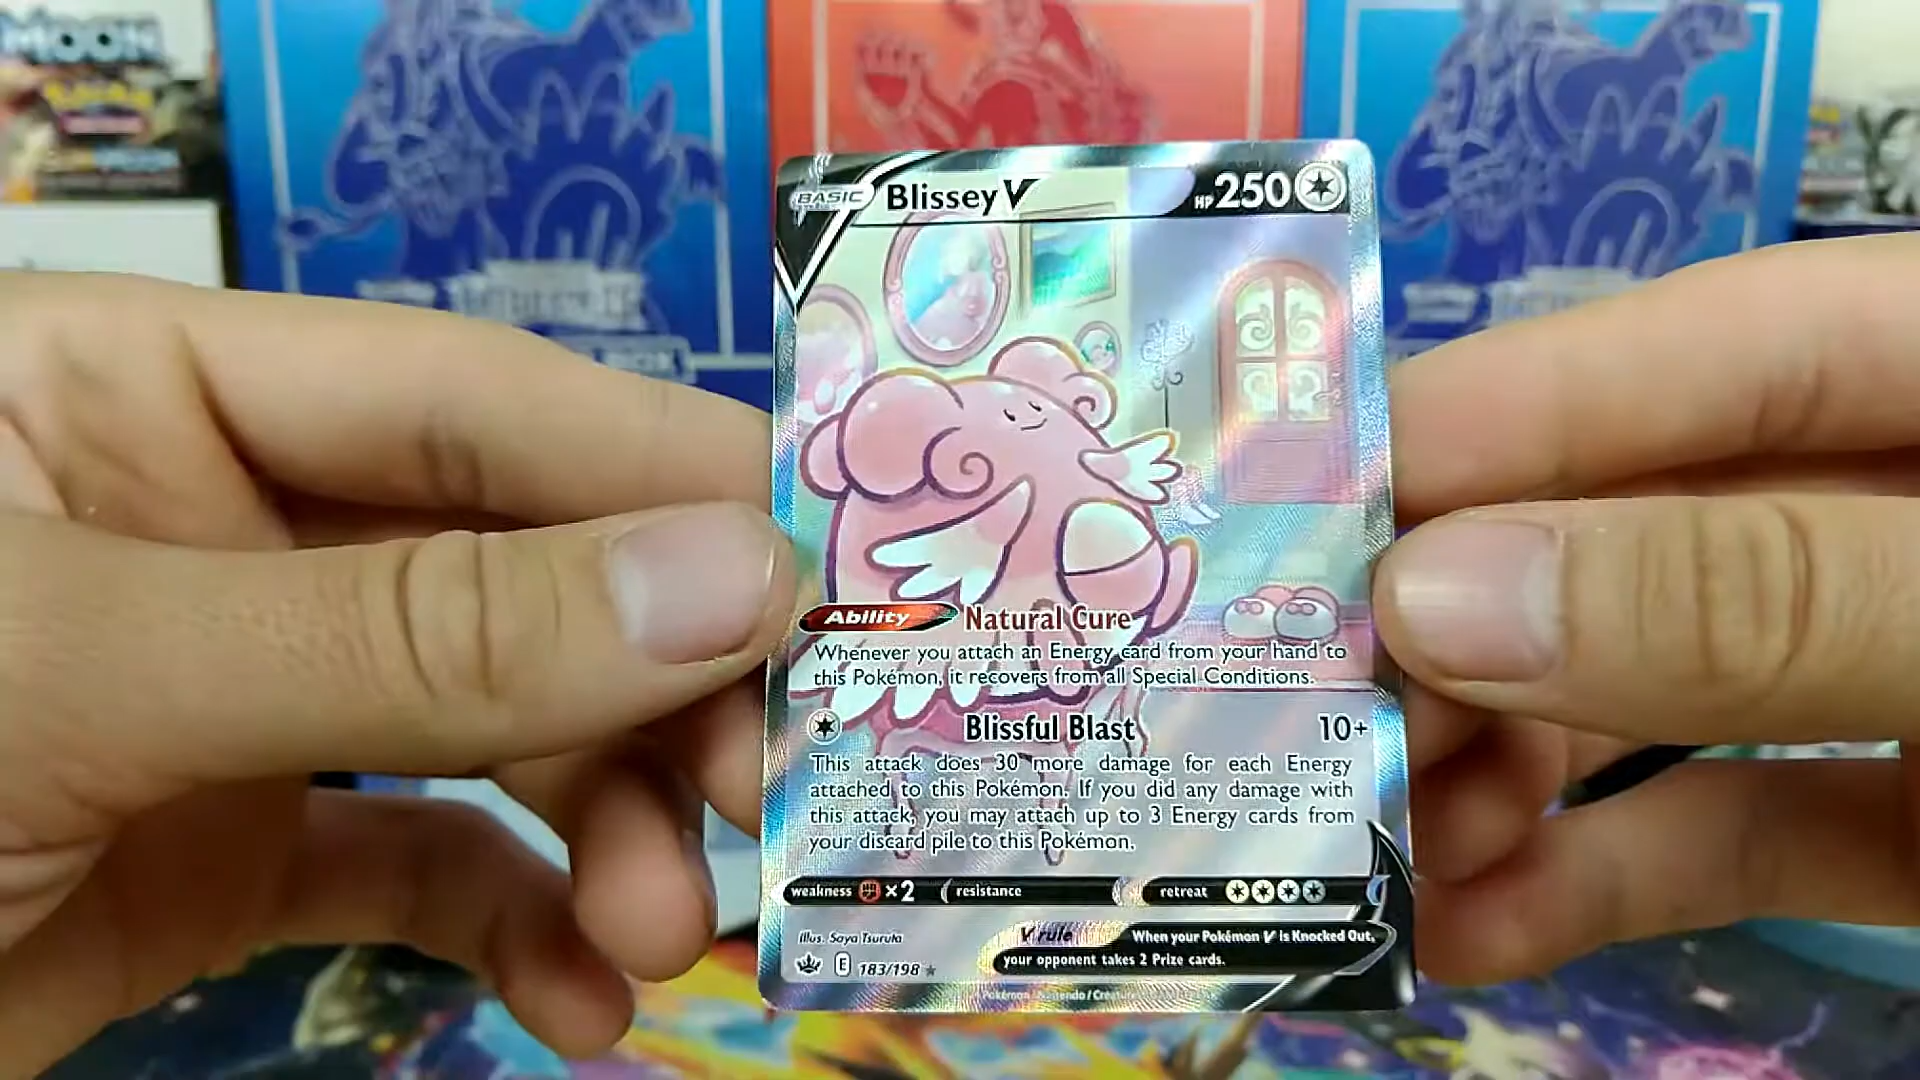 MOON
BASIC
Blissey V
HP 250
Ability Natural Cure
Whenever you attach an Energy card from your hand to
this Pokémon, it recovers from all Special Conditions.
Blissful Blast 10+
This attack does 30 more damage for each Energy
attached to this Pokémon. If you did any damage with
this attack, you may attach up to 3 Energy cards from
your discard pile to this Pokémon.
weakness ×2 resistance retreat
Illus. Saya Tsuruta
V rule When your Pokémon V is Knocked Out,
your opponent takes 2 Prize cards.
E 183/198